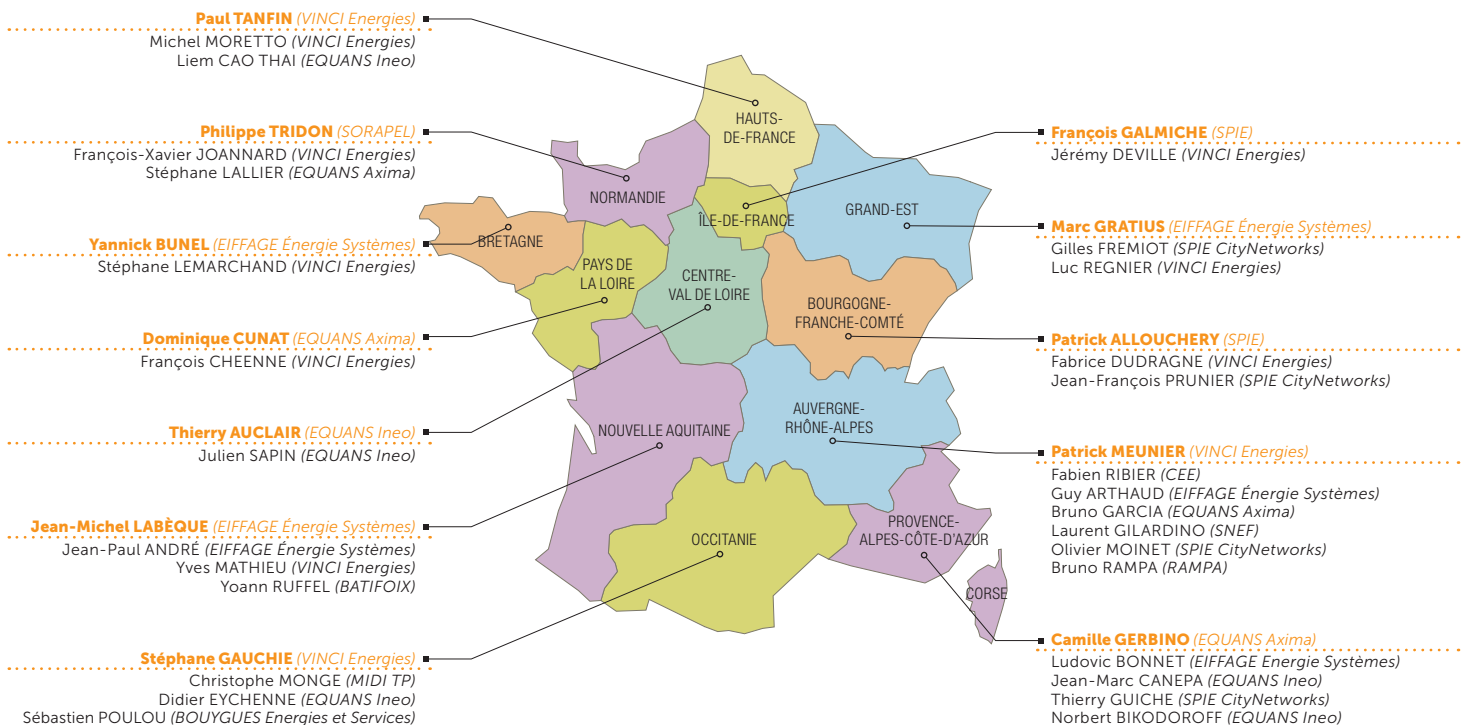 Paul TANFIN (VINCI Energies)
Michel MORETTO (VINCI Energies)
Liem CAO THAI (EQUANS Ineo)
Philippe TRIDON (SORAPEL)
François-Xavier JOANNARD (VINCI Energies)
Stéphane LALLIER (EQUANS Axima)
Yannick BUNEL (EIFFAGE Énergie Systèmes)
Stéphane LEMARCHAND (VINCI Energies)
Dominique CUNAT (EQUANS Axima)
François CHEENNE (VINCI Energies)
Thierry AUCLAIR (EQUANS Ineo)
Julien SAPIN (EQUANS Ineo)
Jean-Michel LABÈQUE (EIFFAGE Énergie Systèmes)
Jean-Paul ANDRÉ (EIFFAGE Énergie Systèmes)
Yves MATHIEU (VINCI Energies)
Yoann RUFFEL (BATIFOIX)
Stéphane GAUCHIE (VINCI Energies)
Christophe MONGE (MIDI TP)
Didier EYCHENNE (EQUANS Ineo)
Sébastien POULOU (BOUYGUES Energies et Services)
HAUTS-
DE-FRANCE
NORMANDIE
ÎLE-DE-FRANCE
GRAND-EST
BRETAGNE
PAYS DE
LA LOIRE
CENTRE-
VAL DE LOIRE
BOURGOGNE-
FRANCHE-COMTÉ
NOUVELLE AQUITAINE
AUVERGNE-
RHÔNE-ALPES
OCCITANIE
PROVENCE-
ALPES-CÔTE-D'AZUR
CORSE
François GALMICHE (SPIE)
Jérémy DEVILLE (VINCI Energies)
Marc GRATIUS (EIFFAGE Énergie Systèmes)
Gilles FREMIOT (SPIE CityNetworks)
Luc REGNIER (VINCI Energies)
Patrick ALLOUCHERY (SPIE)
Fabrice DUDRAGNE (VINCI Energies)
Jean-François PRUNIER (SPIE CityNetworks)
Patrick MEUNIER (VINCI Energies)
Fabien RIBIER (CEE)
Guy ARTHAUD (EIFFAGE Énergie Systèmes)
Bruno GARCIA (EQUANS Axima)
Laurent GILARDINO (SNEF)
Olivier MOINET (SPIE CityNetworks)
Bruno RAMPA (RAMPA)
Camille GERBINO (EQUANS Axima)
Ludovic BONNET (EIFFAGE Energie Systèmes)
Jean-Marc CANEPA (EQUANS Ineo)
Thierry GUICHE (SPIE CityNetworks)
Norbert BIKODOROFF (EQUANS Ineo)